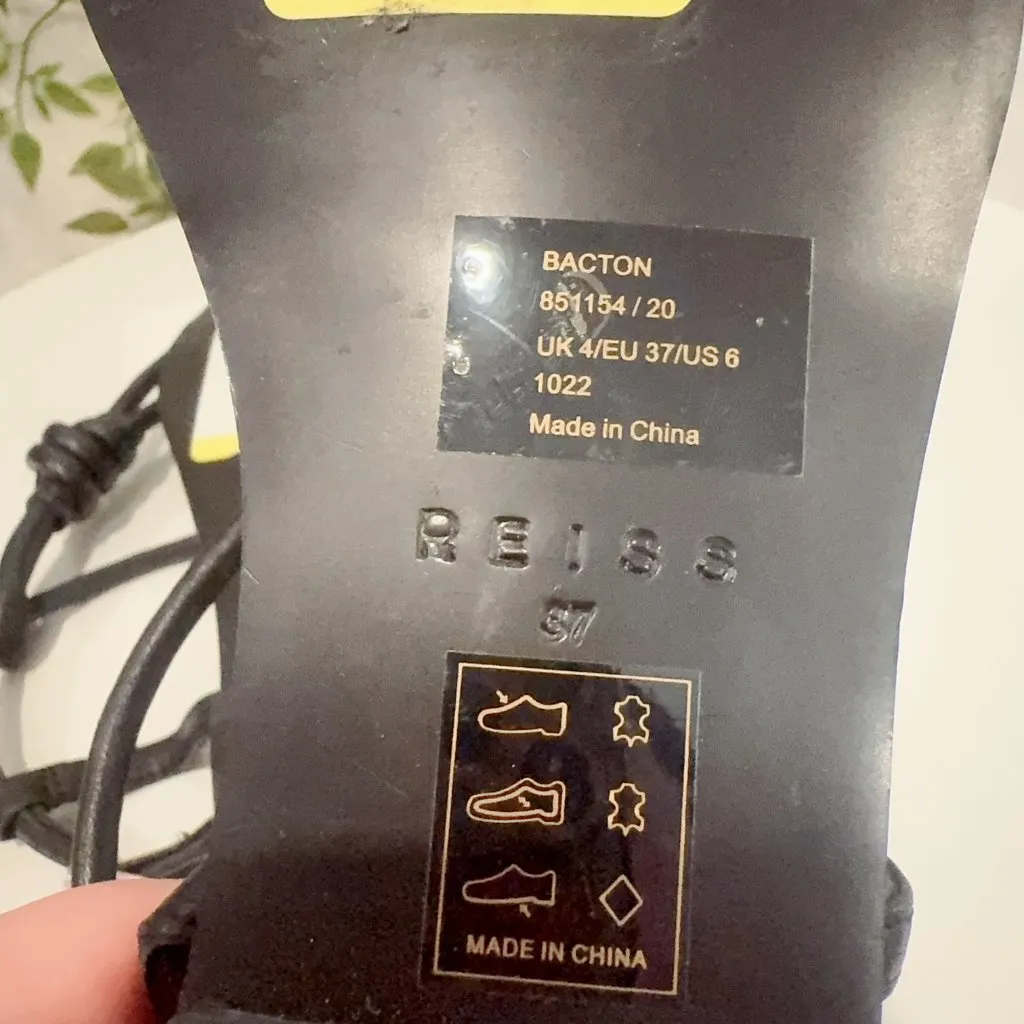 BACTON
851154 / 20
UK 4/EU 37/US 6
1022
Made in China
REISS
37
MADE IN CHINA